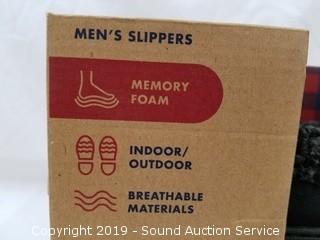 MEN'S SLIPPERS
MEMORY
FOAM
INDOOR/
OUTDOOR
BREATHABLE
MATERIALS
Copyright 2019 - Sound Auction Service